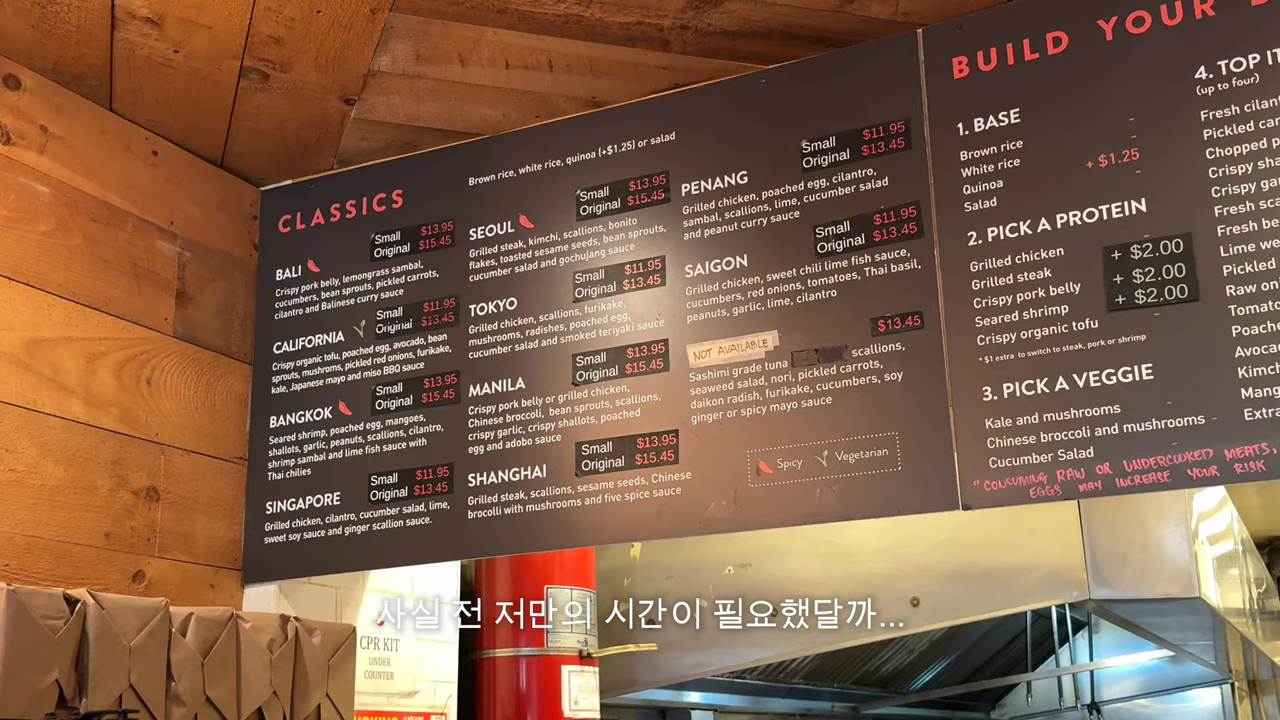 CLASSICS
Brown rice, white rice, quinoa (+$1.25) or salad
BALI
Small $13.95
Original $15.45
Crispy pork belly, lemongrass sambal,
cucumbers, bean sprouts, pickled carrots,
cilantro and Balinese curry sauce
CALIFORNIA
Small $11.95
Original $13.45
Crispy organic tofu, poached egg, avocado, bean
sprouts, mushrooms, pickled red onions, furikake,
kale, Japanese mayo and miso BBQ sauce
BANGKOK
Small $13.95
Original $15.45
Seared shrimp, poached egg, mangoes,
shallots, garlic, peanuts, scallions, cilantro,
shrimp sambal and lime fish sauce with
Thai chilies
SINGAPORE
Small $11.95
Original $13.45
Grilled chicken, cilantro, cucumber salad, lime,
sweet soy sauce and ginger scallion sauce.
SEOUL
Small $13.95
Original $15.45
Grilled steak, kimchi, scallions, bonito
flakes, toasted sesame seeds, bean sprouts,
cucumber salad and gochujang sauce
TOKYO
Small $11.95
Original $13.45
Grilled chicken, scallions, furikake,
mushrooms, radishes, poached egg,
cucumber salad and smoked teriyaki sauce
MANILA
Small $13.95
Original $15.45
Crispy pork belly or grilled chicken,
Chinese broccoli, bean sprouts, scallions,
crispy garlic, crispy shallots, poached
egg and adobo sauce
SHANGHAI
Small $13.95
Original $15.45
Grilled steak, scallions, sesame seeds, Chinese
brocolli with mushrooms and five spice sauce
PENANG
Small $11.95
Original $13.45
Grilled chicken, poached egg, cilantro,
sambal, scallions, lime, cucumber salad
and peanut curry sauce
SAIGON
Small $11.95
Original $13.45
Grilled chicken, sweet chili lime fish sauce,
cucumbers, red onions, tomatoes, Thai basil,
peanuts, garlic, lime, cilantro
NOT AVAILABLE
$13.45
Sashimi grade tuna scallions,
seaweed salad, nori, pickled carrots,
daikon radish, furikake, cucumbers, soy
ginger or spicy mayo sauce
Spicy Vegetarian
BUILD YOUR
1. BASE
Brown rice -
White rice -
Quinoa + $1.25
Salad -
2. PICK A PROTEIN
Grilled chicken
Grilled steak + $2.00
Crispy pork belly + $2.00
Seared shrimp + $2.00
Crispy organic tofu -
* $1 extra to switch to steak, pork or shrimp
3. PICK A VEGGIE
Kale and mushrooms -
Chinese broccoli and mushrooms -
Cucumber Salad -
4. TOP IT
(up to four)
Fresh
Pickled
Chopped
Crispy
Crispy
Fresh
Fresh
Lime
Pickled
Raw
Avoca
Kimch
Mang
Extra
"CONSUMING RAW OR UNDERCOOKED MEATS,
EGGS MAY INCREASE YOUR RISK
사실 전 저만의 시간이 필요했달까...
CPR KIT
UNDER
COUNTER